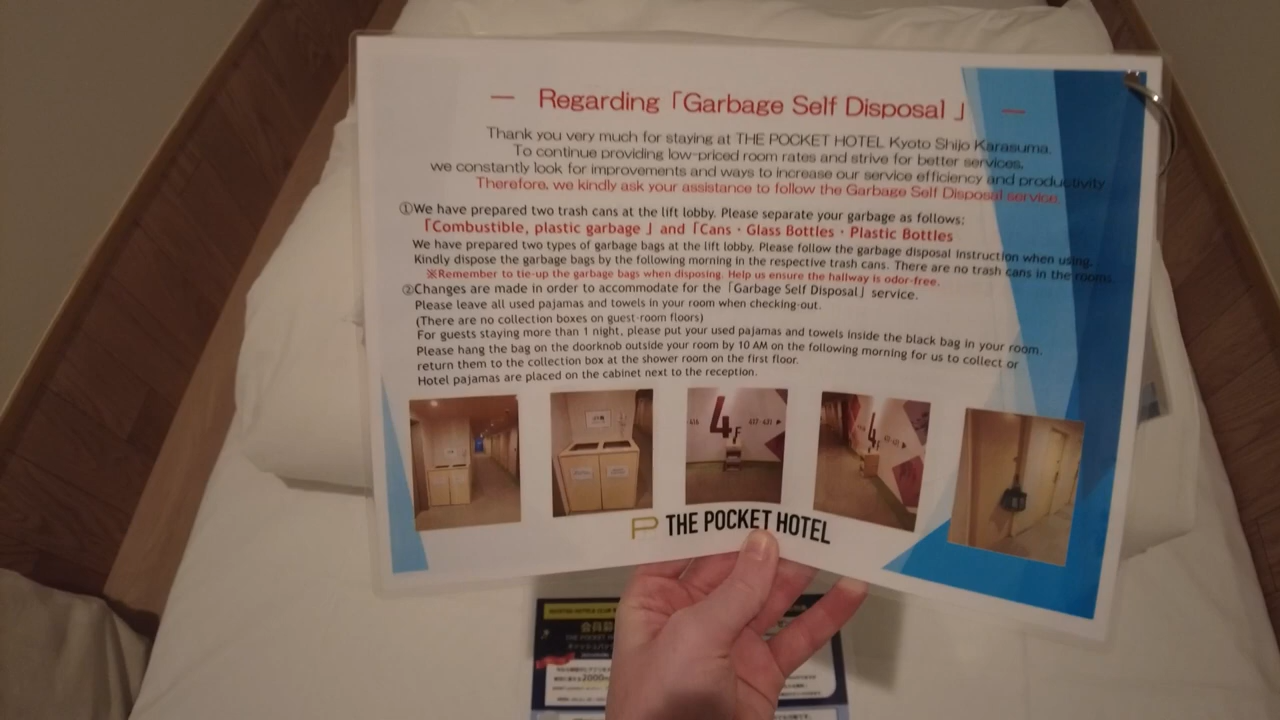 — Regarding「Garbage Self Disposal 」 —
Thank you very much for staying at THE POCKET HOTEL Kyoto Shijo Karasuma.
To continue providing low-priced room rates and strive for better services,
we constantly look for improvements and ways to increase our service efficiency and productivity
Therefore, we kindly ask your assistance to follow the Garbage Self Disposal service.
①We have prepared two trash cans at the lift lobby. Please separate your garbage as follows:
「Combustible, plastic garbage 」 and 「Cans・Glass Bottles・Plastic Bottles
We have prepared two types of garbage bags at the lift lobby. Please follow the garbage disposal instruction when using.
Kindly dispose the garbage bags by the following morning in the respective trash cans. There are no trash cans in the rooms
※Remember to tie-up the garbage bags when disposing. Help us ensure the hallway is odor-free.
②Changes are made in order to accommodate for the「Garbage Self Disposal」service.
Please leave all used pajamas and towels in your room when checking-out.
(There are no collection boxes on guest-room floors)
For guests staying more than 1 night, please put your used pajamas and towels inside the black bag in your room.
Please hang the bag on the doorknob outside your room by 10 AM on the following morning for us to collect or
return them to the collection box at the shower room on the first floor.
Hotel pajamas are placed on the cabinet next to the reception.
4F
4F
THE POCKET HOTEL
会員
THE POCKET
2000